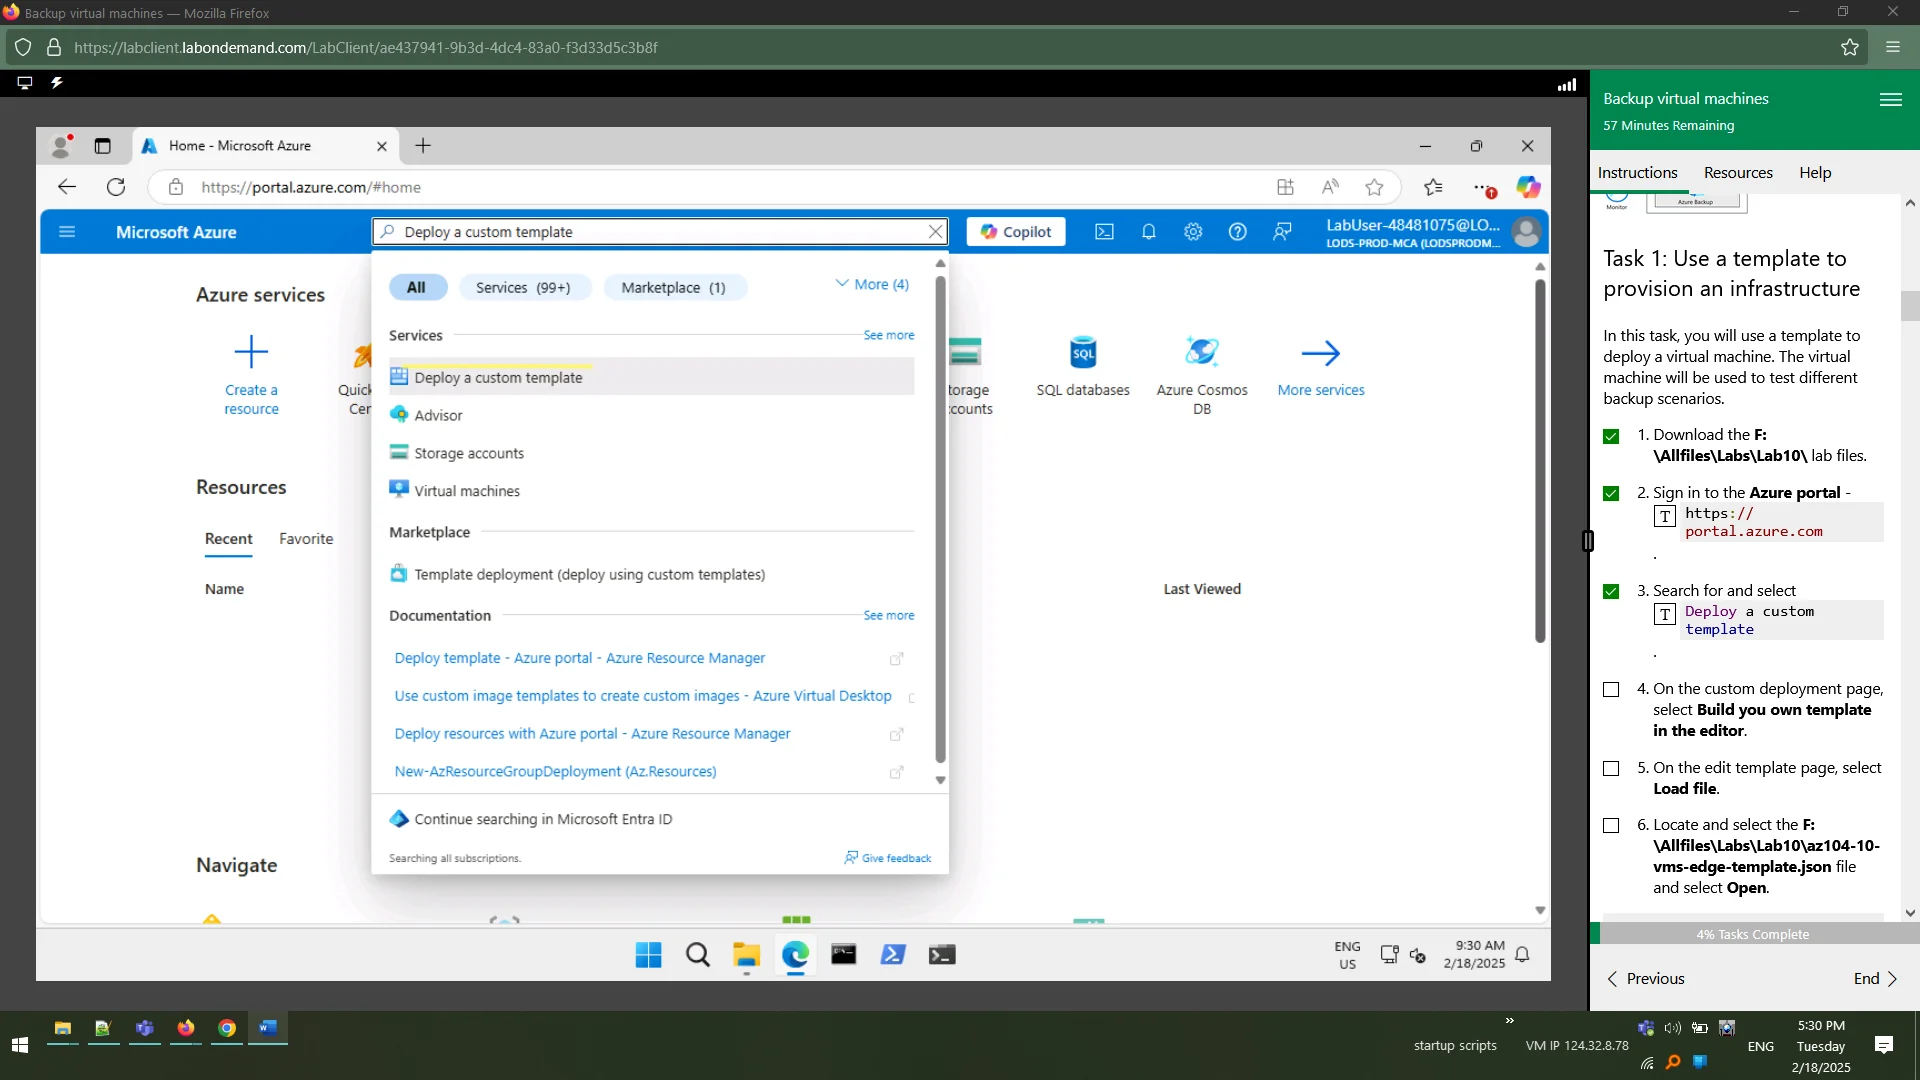 Backup virtual machines — Mozilla Firefox
https://labclient.labondemand.com/LabClient/ae437941-9b3d-4dc4-83a0-f3d33d5c3b8f
Home - Microsoft Azure
https://portal.azure.com/#home
Microsoft Azure
Deploy a custom template
Copilot
LabUser-48481075@LO...
LODS-PROD-MCA (LODSPRODM...
All
Services (99+)
Marketplace (1)
More (4)
Services
See more
Deploy a custom template
Advisor
Storage accounts
Virtual machines
Marketplace
Template deployment (deploy using custom templates)
Documentation
See more
Deploy template - Azure portal - Azure Resource Manager
Use custom image templates to create custom images - Azure Virtual Desktop
Deploy resources with Azure portal - Azure Resource Manager
New-AzResourceGroupDeployment (Az.Resources)
Continue searching in Microsoft Entra ID
Searching all subscriptions.
Give feedback
Azure services
Create a
resource
Quick
Cer
torage
counts
SQL
SQL databases
Azure Cosmos
DB
More services
Resources
Recent
Favorite
Name
Last Viewed
Navigate
ENG
US
9:30 AM
2/18/2025
Backup virtual machines
57 Minutes Remaining
Instructions
Resources
Help
Monitor
Azure Backup
Task 1: Use a template to
provision an infrastructure
In this task, you will use a template to
deploy a virtual machine. The virtual
machine will be used to test different
backup scenarios.
1. Download the F:
\Allfiles\Labs\Lab10\ lab files.
2. Sign in to the Azure portal -
T https://
portal.azure.com
.
3. Search for and select
T Deploy a custom
template
.
4. On the custom deployment page,
select Build you own template
in the editor.
5. On the edit template page, select
Load file.
6. Locate and select the F:
\Allfiles\Labs\Lab10\az104-10-
vms-edge-template.json file
and select Open.
4% Tasks Complete
Previous
End
startup scripts
VM IP 124.32.8.78
ENG
5:30 PM
Tuesday
2/18/2025